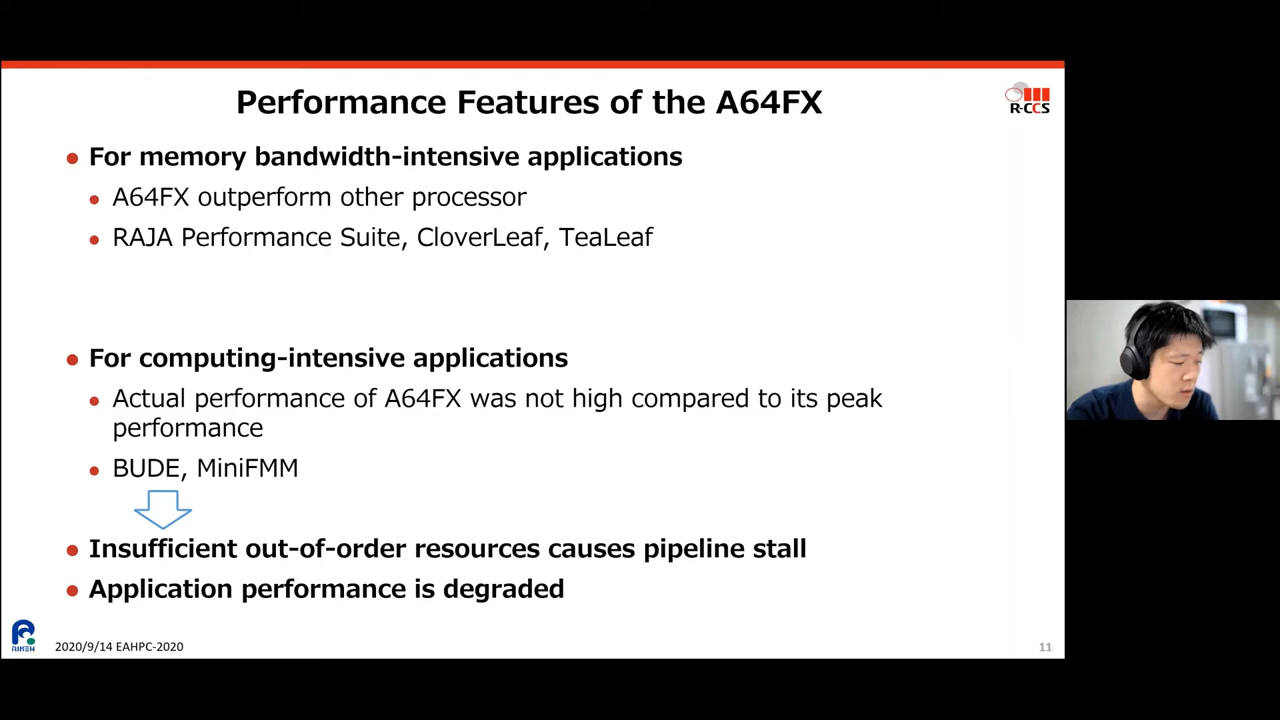 Performance Features of the A64FX
R-CCS
● For memory bandwidth-intensive applications
● A64FX outperform other processor
● RAJA Performance Suite, CloverLeaf, TeaLeaf
● For computing-intensive applications
● Actual performance of A64FX was not high compared to its peak
performance
● BUDE, MiniFMM
● Insufficient out-of-order resources causes pipeline stall
● Application performance is degraded
RIKEN
2020/9/14 EAHPC-2020
11